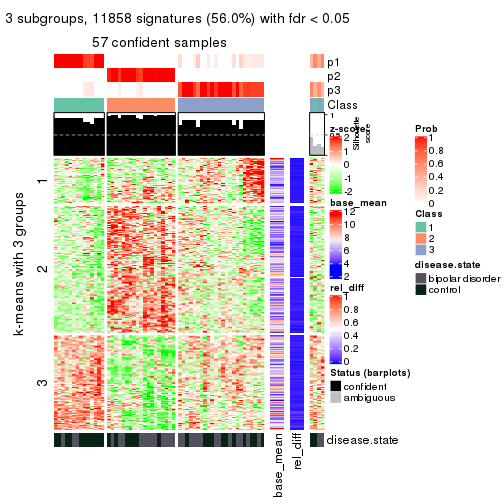 3 subgroups, 11858 signatures (56.0%) with fdr < 0.05
57 confident samples
p1
p2
p3
Class
1
0.5
0
Silhouette
score
k-means with 3 groups
1
2
3
base_mean
rel_diff
disease.state
z-score
2
1
0
-1
-2
base_mean
12
10
8
6
4
2
rel_diff
1
0.8
0.6
0.4
0.2
0
Status (barplots)
confident
ambiguous
Prob
1
0.8
0.6
0.4
0.2
0
Class
1
2
3
disease.state
bipolar disorder
control